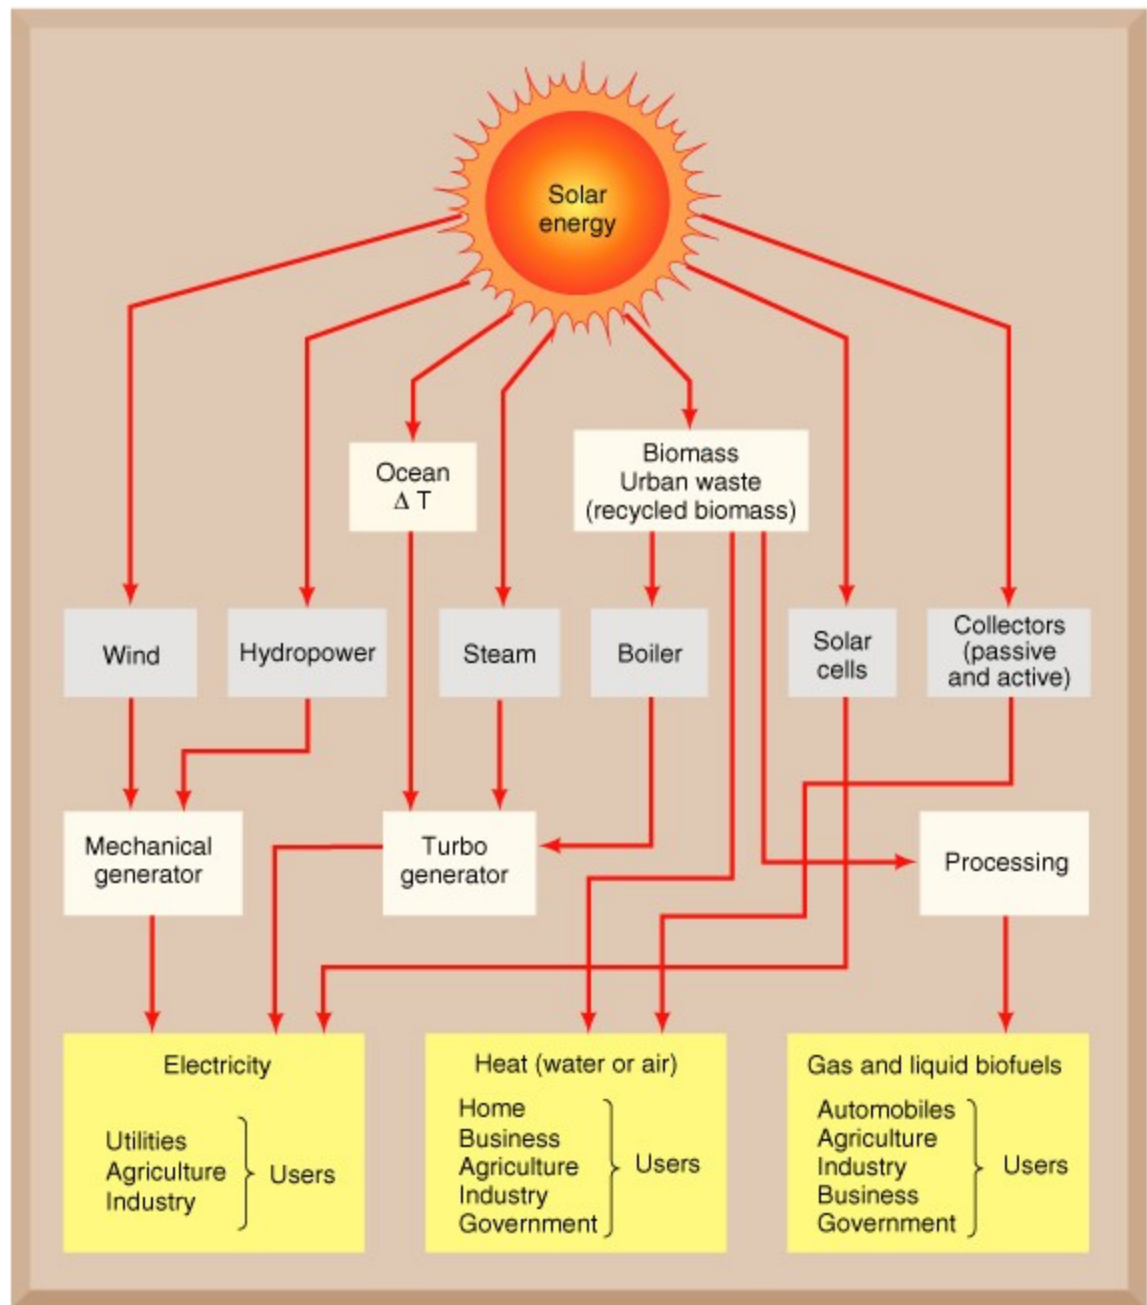 Solar
energy
Ocean
Δ T
Biomass
Urban waste
(recycled biomass)
Wind
Hydropower
Steam
Boiler
Solar
cells
Collectors
(passive
and active)
Mechanical
generator
Turbo
generator
Processing
Electricity
Utilities
Agriculture
Industry
Users
Heat (water or air)
Home
Business
Agriculture
Industry
Government
Users
Gas and liquid biofuels
Automobiles
Agriculture
Industry
Business
Government
Users